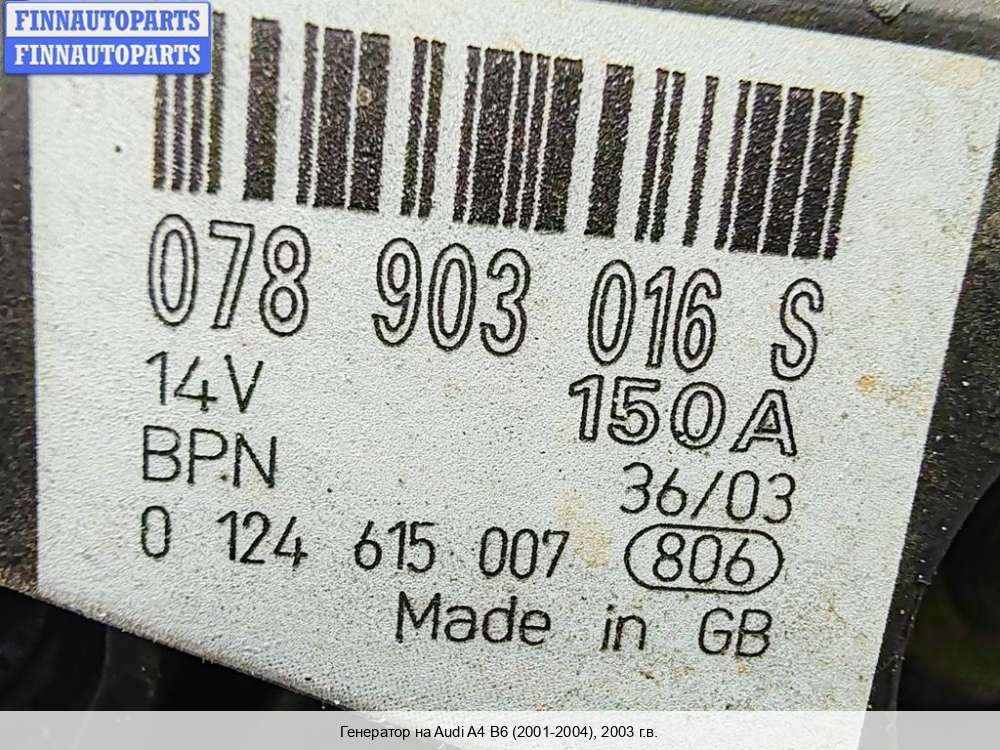 FINNAUTOPARTS
FINNAUTOPARTS
078 903 016 S
14V 150A
BPN 36/03
0 124 615 007 806
Made in GB
Генератор на Audi A4 B6 (2001-2004), 2003 г.в.